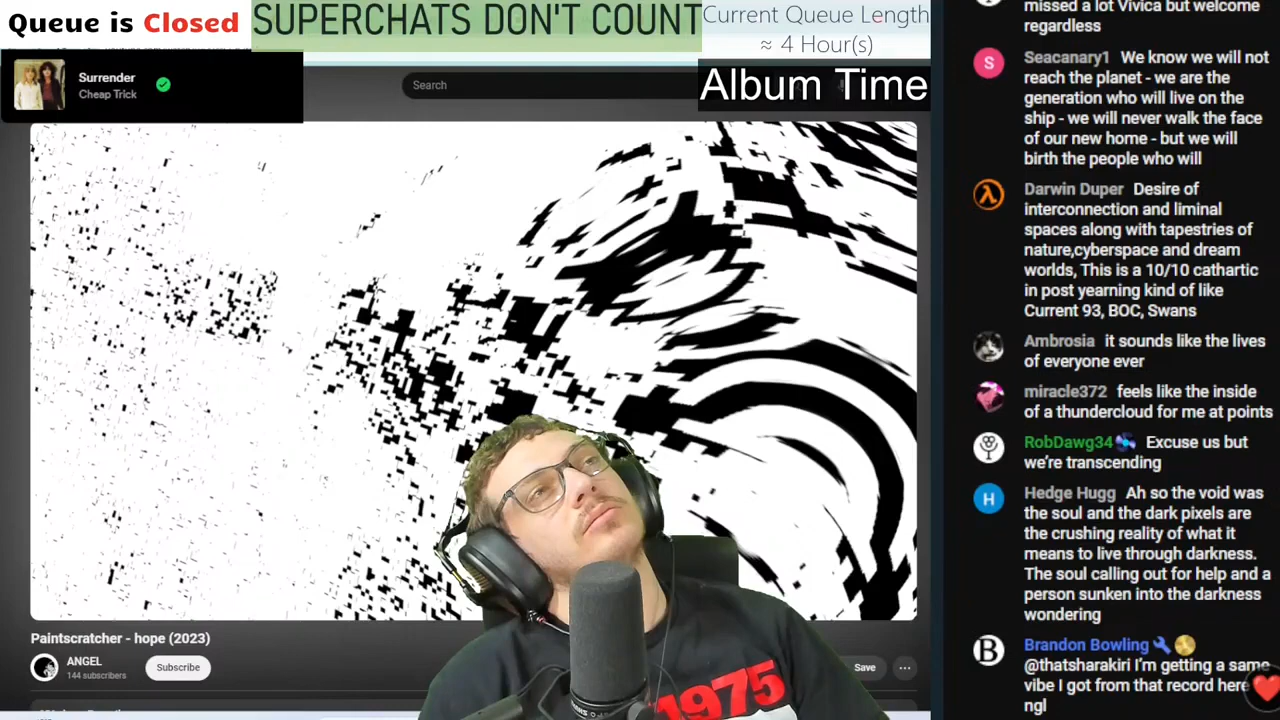 Queue is Closed
SUPERCHATS DON'T COUNT
Current Queue Length
≈ 4 Hour(s)
Album Time
Surrender
Cheap Trick
Search
Paintscratcher - hope (2023)
ANGEL
144 subscribers
Subscribe
Save
1975
missed a lot Vivica but welcome
regardless
S
Seacanary1 We know we will not
reach the planet - we are the
generation who will live on the
ship - we will never walk the face
of our new home - but we will
birth the people who will
Darwin Duper Desire of
interconnection and liminal
spaces along with tapestries of
nature,cyberspace and dream
worlds, This is a 10/10 cathartic
in post yearning kind of like
Current 93, BOC, Swans
Ambrosia it sounds like the lives
of everyone ever
miracle372 feels like the inside
of a thundercloud for me at points
RobDawg34 Excuse us but
we're transcending
H
Hedge Hugg Ah so the void was
the soul and the dark pixels are
the crushing reality of what it
means to live through darkness.
The soul calling out for help and a
person sunken into the darkness
wondering
B
Brandon Bowling
@thatsharakiri I'm getting a same
vibe I got from that record here
ngl